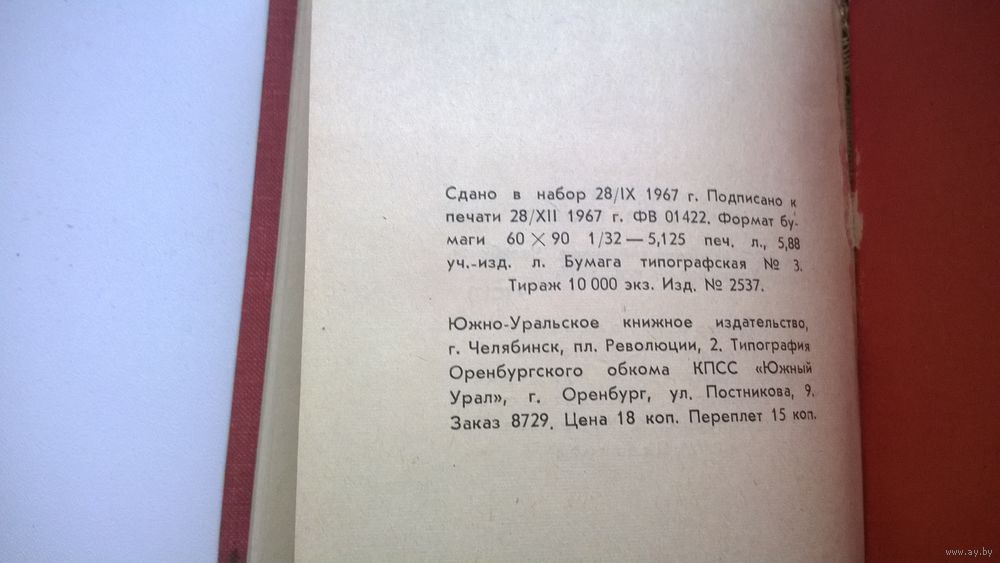 Сдано в набор 28/IX 1967 г. Подписано к
печати 28/XII 1967 г. ФВ 01422. Формат бу-
маги 60 × 90 1/32 — 5,125 печ. л., 5,88
уч.-изд. л. Бумага типографская № 3.
Тираж 10 000 экз. Изд. № 2537.
Южно-Уральское книжное издательство,
г. Челябинск, пл. Революции, 2. Типография
Оренбургского обкома КПСС «Южный
Урал», г. Оренбург, ул. Постникова, 9.
Заказ 8729. Цена 18 коп. Переплет 15 коп.
www.ay.by